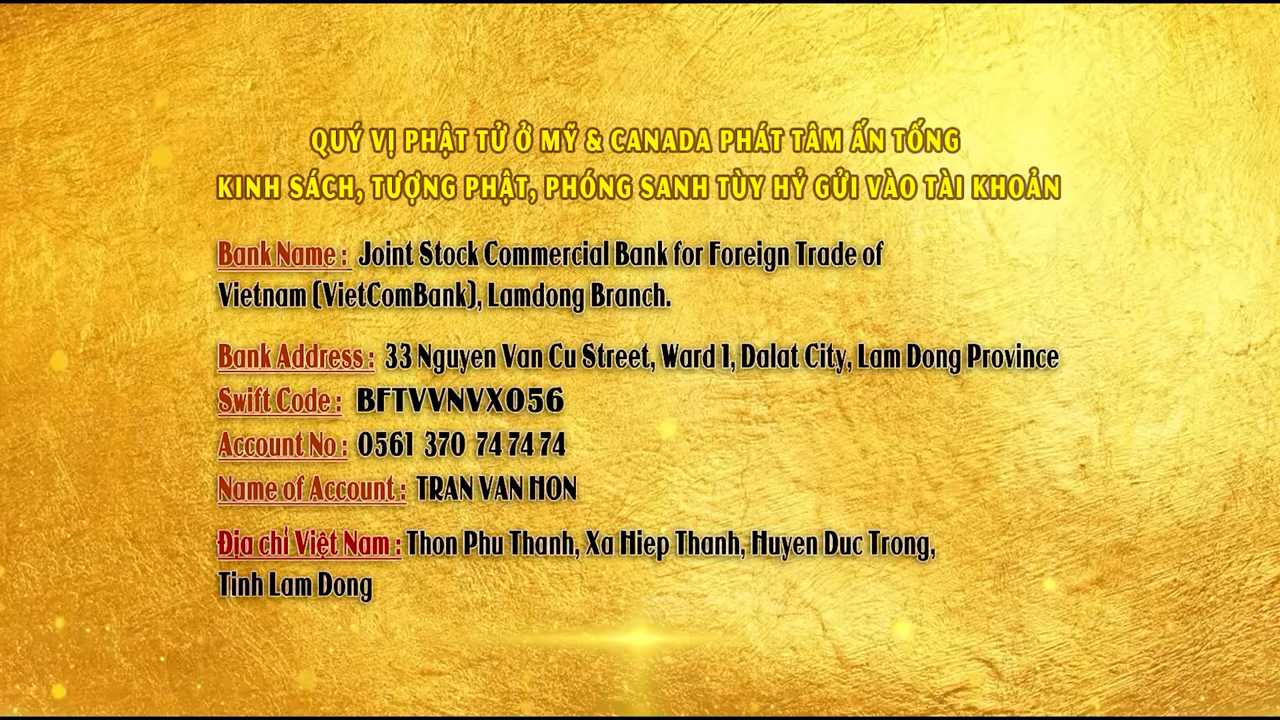 QUÝ VỊ PHẬT TỬ Ở MỸ & CANADA PHÁT TÂM ẤN TỐNG
KINH SÁCH, TƯỢNG PHẬT, PHÓNG SANH TÙY HỶ GỬI VÀO TÀI KHOẢN
Bank Name : Joint Stock Commercial Bank for Foreign Trade of
Vietnam (VietComBank), Lamdong Branch.
Bank Address : 33 Nguyen Van Cu Street, Ward 1, Dalat City, Lam Dong Province
Swift Code : BFTVVNVX056
Account No : 0561 370 74 74 74
Name of Account : TRAN VAN HON
Địa chỉ Việt Nam : Thon Phu Thanh, Xa Hiep Thanh, Huyen Duc Trong,
Tinh Lam Dong